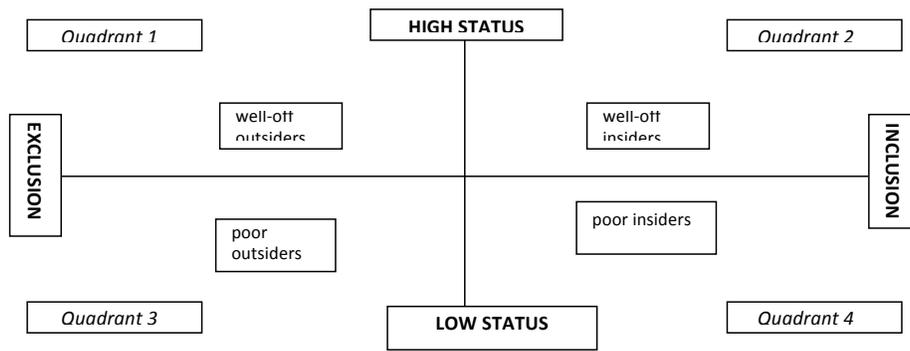 HIGH STATUS
Quadrant 1
Quadrant 2
well-off
outsiders
well-off
insiders
EXCLUSION
INCLUSION
poor
outsiders
poor insiders
Quadrant 3
LOW STATUS
Quadrant 4